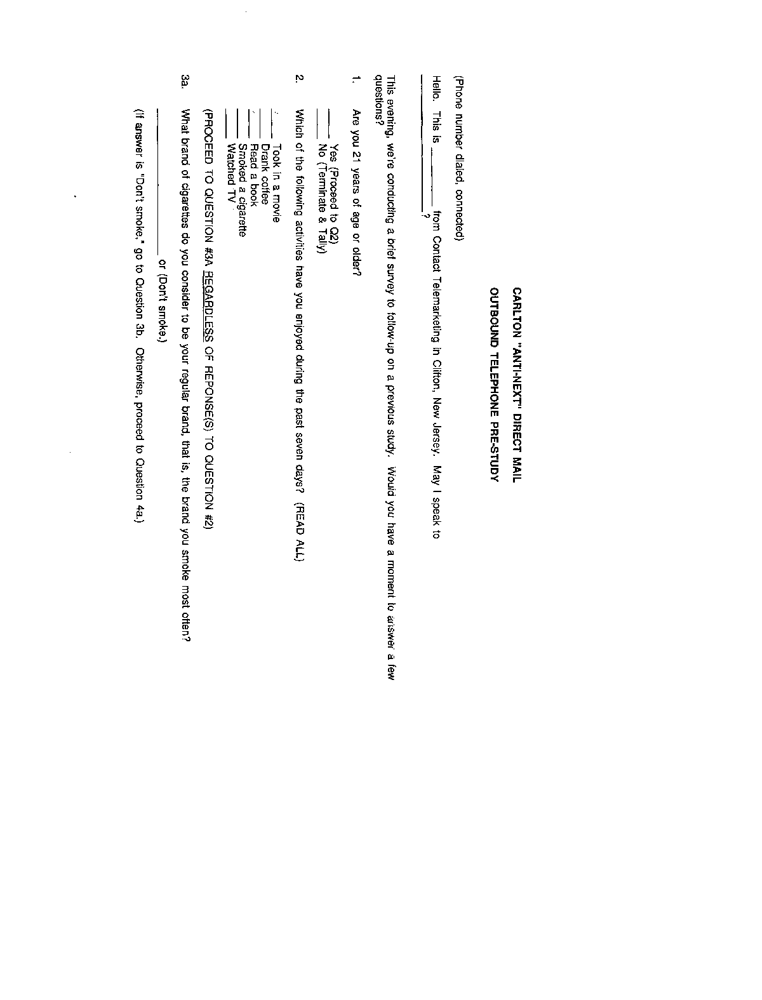 CARLTON "ANTI-NEXT" DIRECT MAIL
OUTBOUND TELEPHONE PRE-STUDY
(Phone number dialed, connected)
Hello. This is ________ from Contact Telemarketing in Clifton, New Jersey. May I speak to
____________________?
This evening, we're conducting a brief survey to follow-up on a previous study. Would you have a moment to answer a few
questions?
1. Are you 21 years of age or older?
____ Yes (Proceed to Q2)
____ No (Terminate & Tally)
2. Which of the following activities have you enjoyed during the past seven days? (READ ALL)
____ Took in a movie
____ Drank coffee
____ Read a book
____ Smoked a cigarette
____ Watched TV
(PROCEED TO QUESTION #3A REGARDLESS OF REPONSE(S) TO QUESTION #2)
3a. What brand of cigarettes do you consider to be your regular brand, that is, the brand you smoke most often?
____________________ or (Don't smoke.)
(If answer is "Don't smoke," go to Question 3b. Otherwise, proceed to Question 4a.)